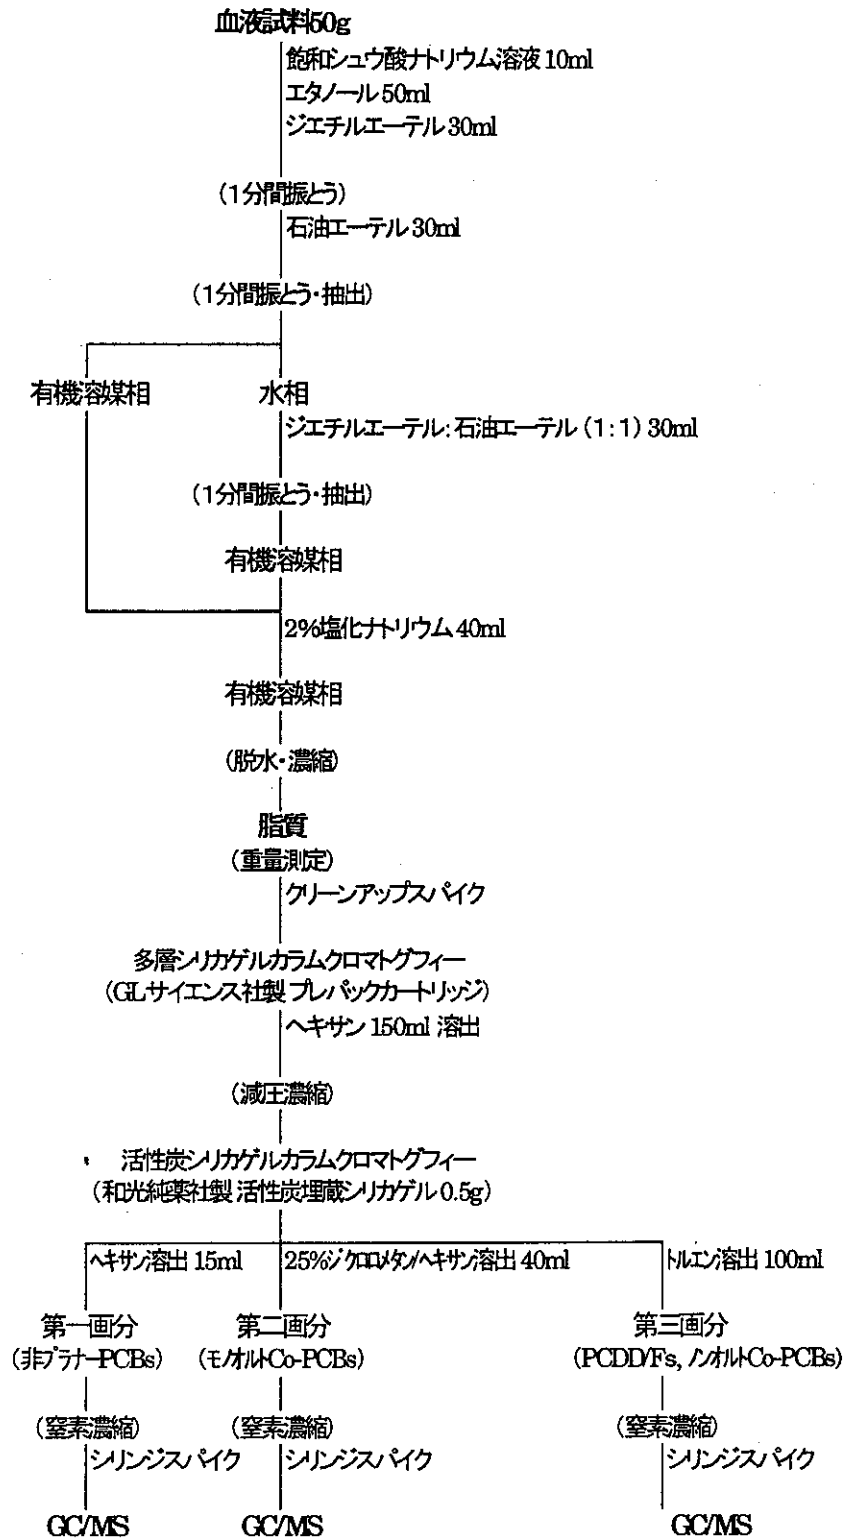 血液試料50g
飽和シュウ酸ナトリウム溶液 10ml
エタノール 50ml
ジエチルエーテル 30ml
(1分間振とう)
石油エーテル 30ml
(1分間振とう・抽出)
有機溶媒相 水相
ジエチルエーテル:石油エーテル (1:1) 30ml
(1分間振とう・抽出)
有機溶媒相
2%塩化ナトリウム 40ml
有機溶媒相
(脱水・濃縮)
脂質
(重量測定)
クリーンアップスパイク
多層シリカゲルカラムクロマトグフィー
(GLサイエンス社製 プレパックカートリッジ)
ヘキサン 150ml 溶出
(減圧濃縮)
活性炭シリカゲルカラムクロマトグフィー
(和光純薬社製 活性炭埋蔵シリカゲル 0.5g)
ヘキサン溶出 15ml 25%ジクロロメタン/ヘキサン溶出 40ml トルエン溶出 100ml
第一画分 第二画分 第三画分
(非プラナーPCBs) (モノオルトCo-PCBs) (PCDD/Fs, ノンオルトCo-PCBs)
(窒素濃縮) (窒素濃縮) (窒素濃縮)
シリンジスパイク シリンジスパイク シリンジスパイク
GC/MS GC/MS GC/MS